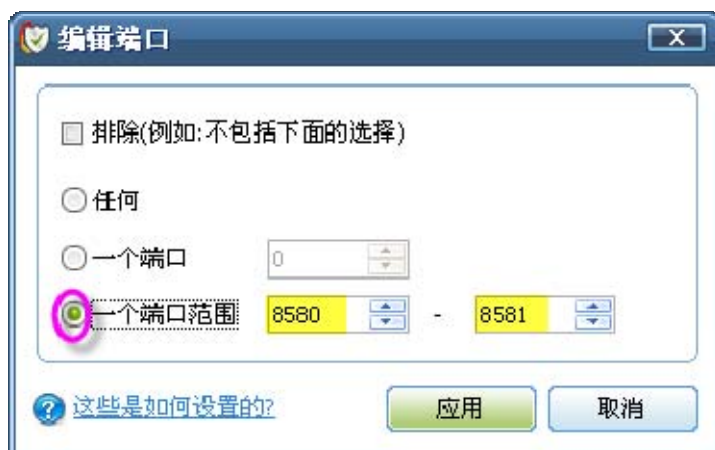 编辑端口
排除(例如:不包括下面的选择)
任何
一个端口 0
一个端口范围 8580 - 8581
这些是如何设置的? 应用 取消